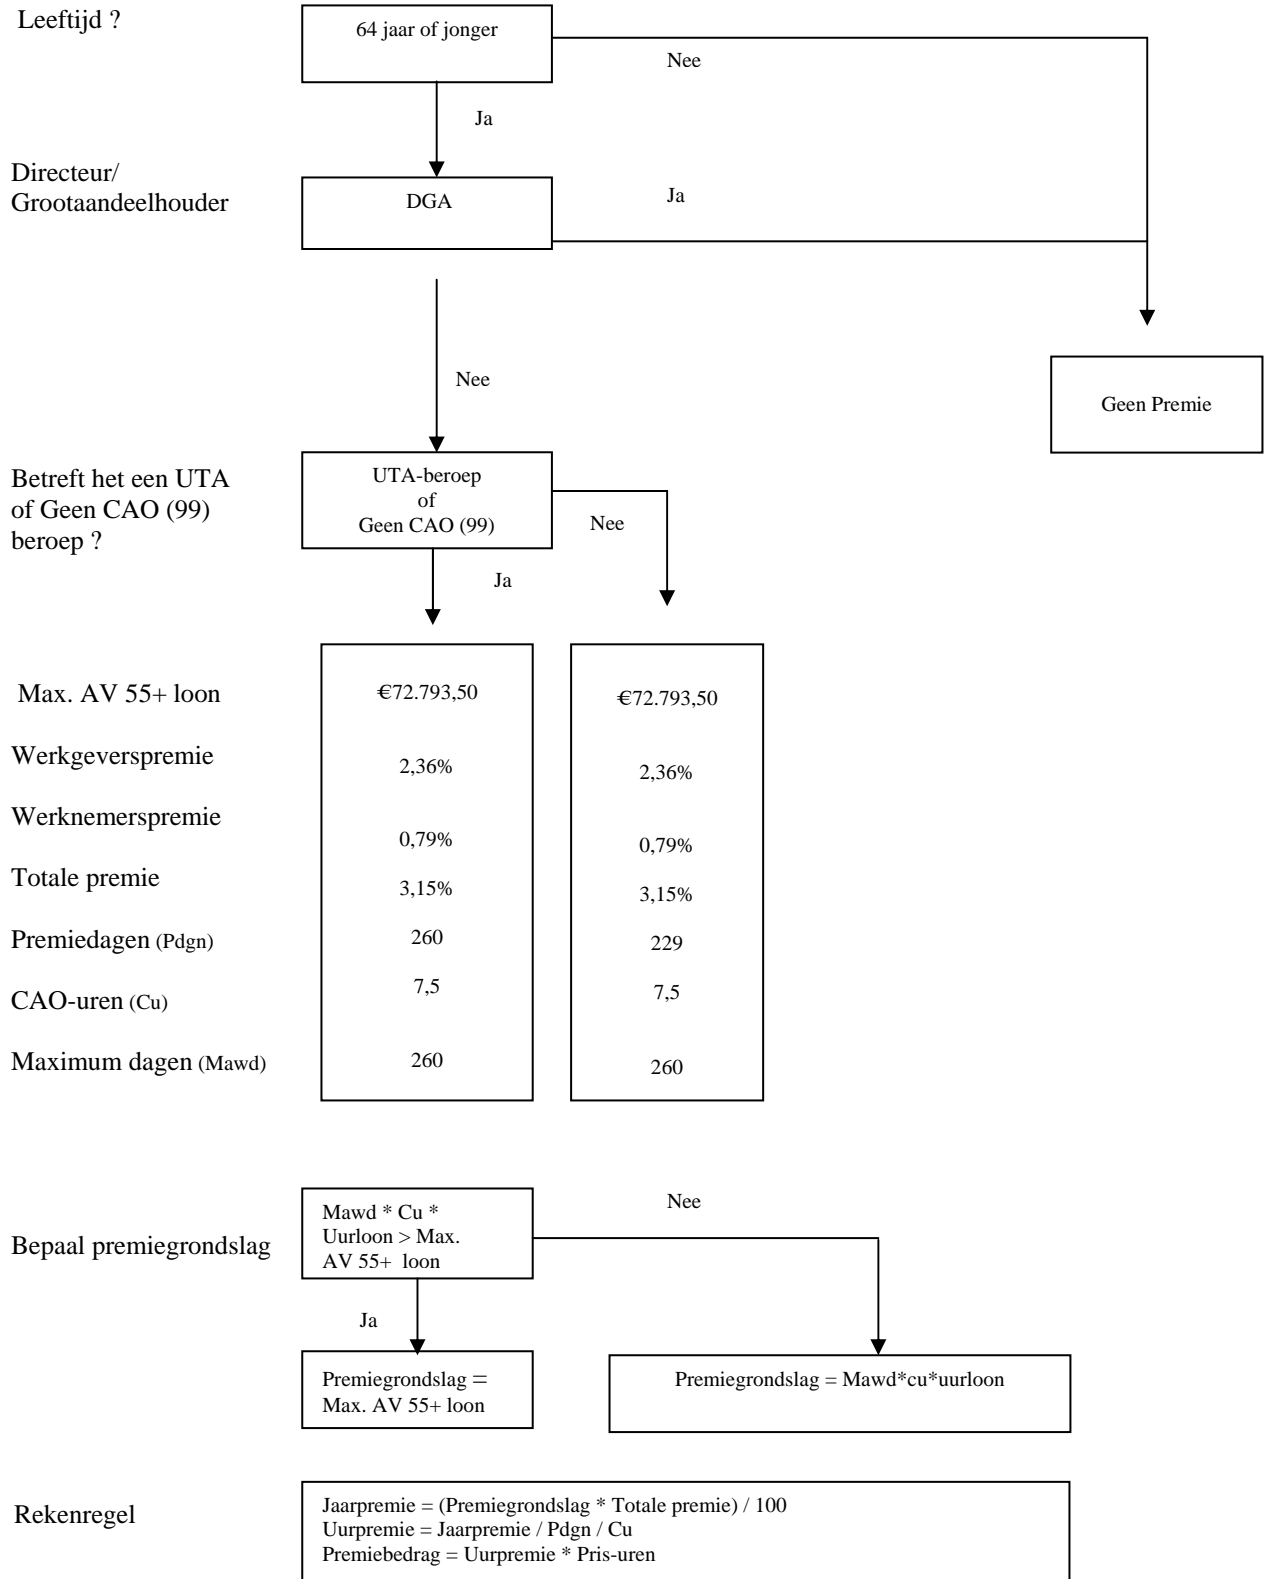 Leeftijd ?
64 jaar of jonger
Nee
Ja
Directeur/
Grootaandeelhouder
DGA
Ja
Nee
Geen Premie
Betreft het een UTA
of Geen CAO (99)
beroep ?
UTA-beroep
of
Geen CAO (99)
Nee
Ja
Max. AV 55+ loon
€72.793,50
€72.793,50
Werkgeverspremie
2,36%
2,36%
Werknemerspremie
0,79%
0,79%
Totale premie
3,15%
3,15%
Premiedagen (Pdgn)
260
229
CAO-uren (Cu)
7,5
7,5
Maximum dagen (Mawd)
260
260
Bepaal premiegrondslag
Mawd * Cu *
Uurloon > Max.
AV 55+ loon
Nee
Ja
Premiegrondslag =
Max. AV 55+ loon
Premiegrondslag = Mawd*cu*uurloon
Rekenregel
Jaarpremie = (Premiegrondslag * Totale premie) / 100
Uurpremie = Jaarpremie / Pdgn / Cu
Premiebedrag = Uurpremie * Pris-uren